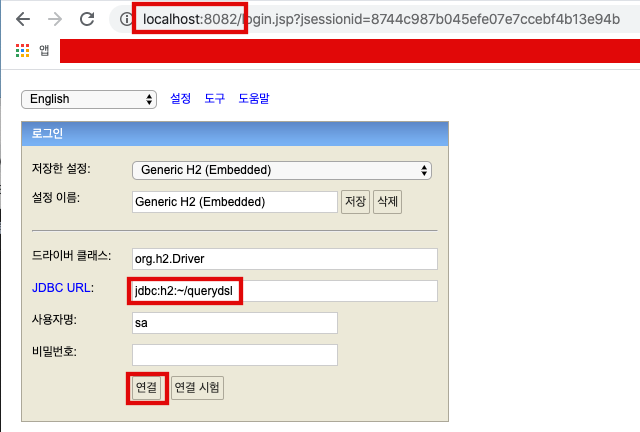 localhost:8082/login.jsp?jsessionid=8744c987b045efe07e7ccebf4b13e94b
앱
English 설정 도구 도움말
로그인
저장한 설정: Generic H2 (Embedded)
설정 이름: Generic H2 (Embedded) 저장 삭제
드라이버 클래스: org.h2.Driver
JDBC URL: jdbc:h2:~/querydsl
사용자명: sa
비밀번호:
연결 연결 시험